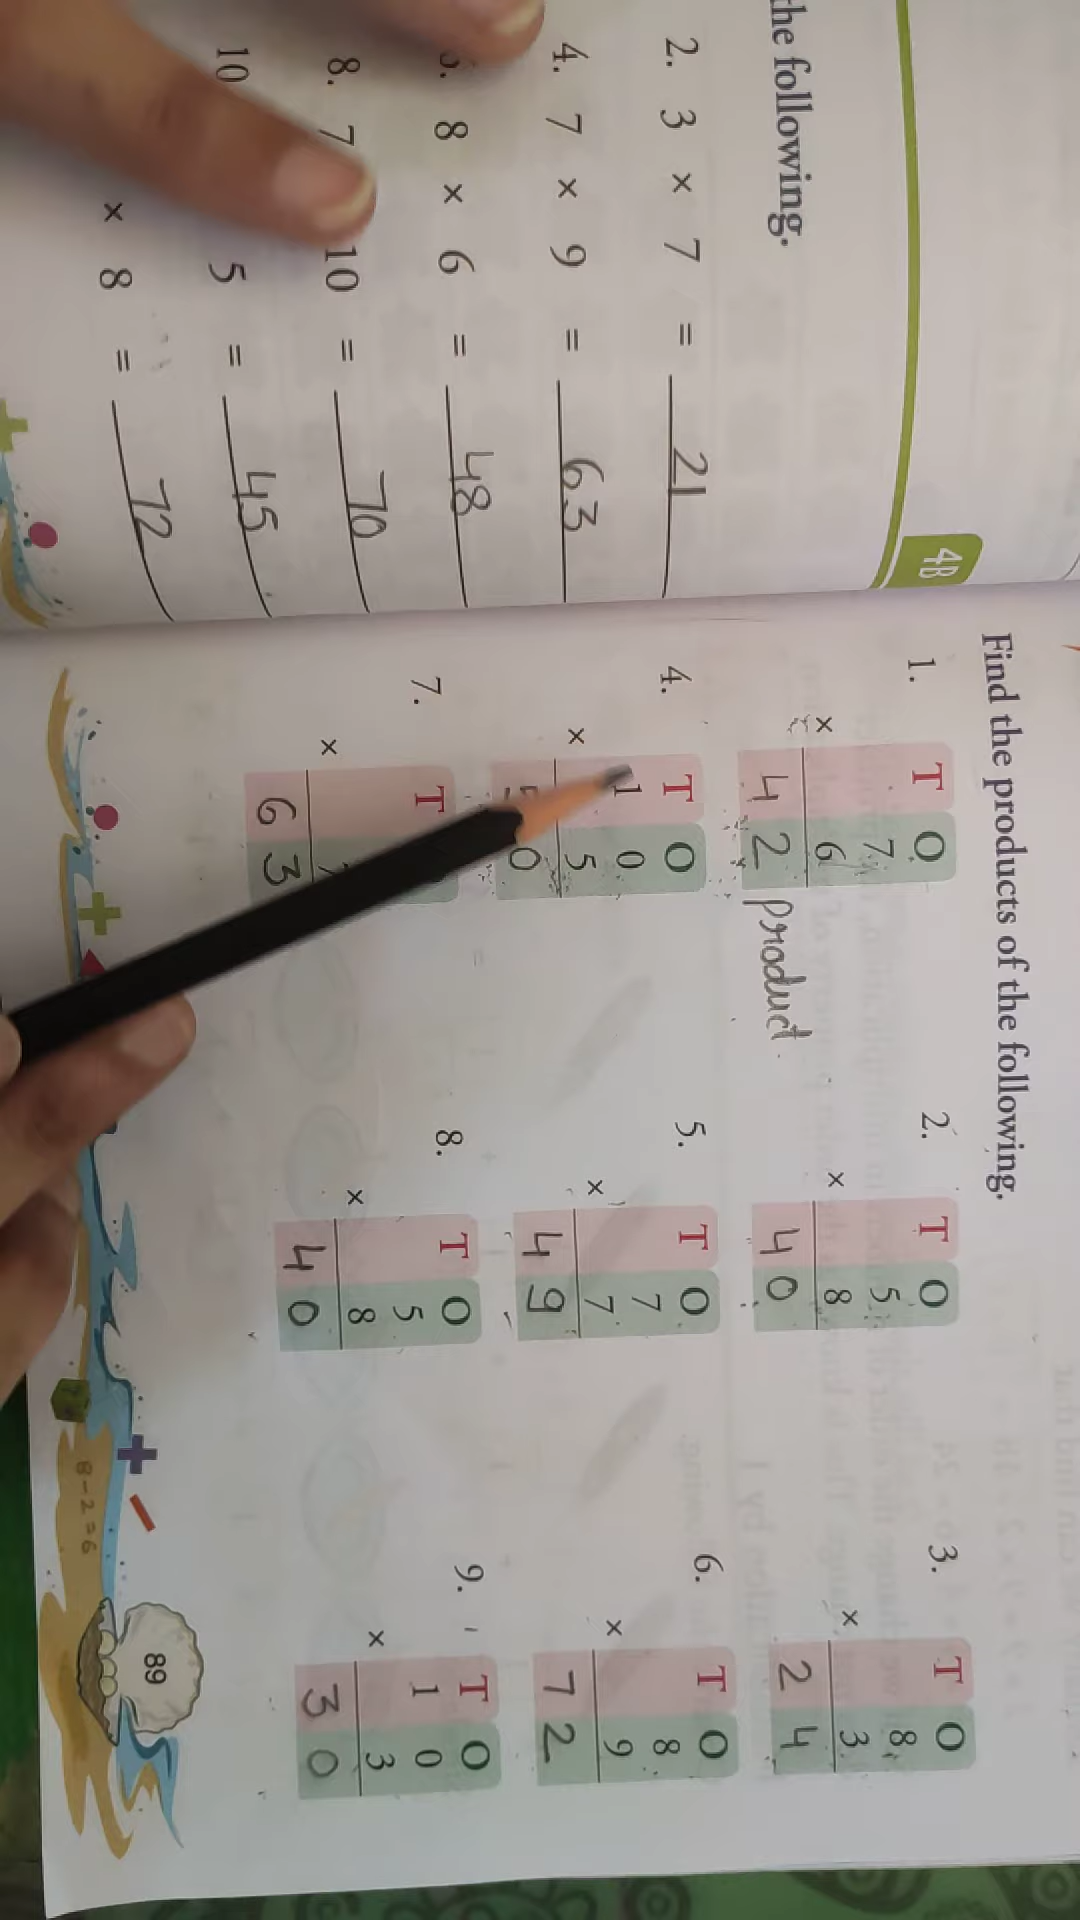 the following.
2. 3 × 7 = 21
4. 7 × 9 = 63
8 × 6 = 48
8. 7 10 = 70
10 5 = 45
× 8 = 72
4B
Find the products of the following.
1. 2. 3.
T O T O T O
7 5 8
× 6 × 8 × 3
4 2 product 4 0 2 4
4. 5. 6.
T O T O T O
1 0 7 8
× 5 × 7 × 9
0 4 9 7 2
7. 8. 9.
T T O T O
5 1 0
× × 8 × 3
6 3 4 0 3 0
8-2=6
89